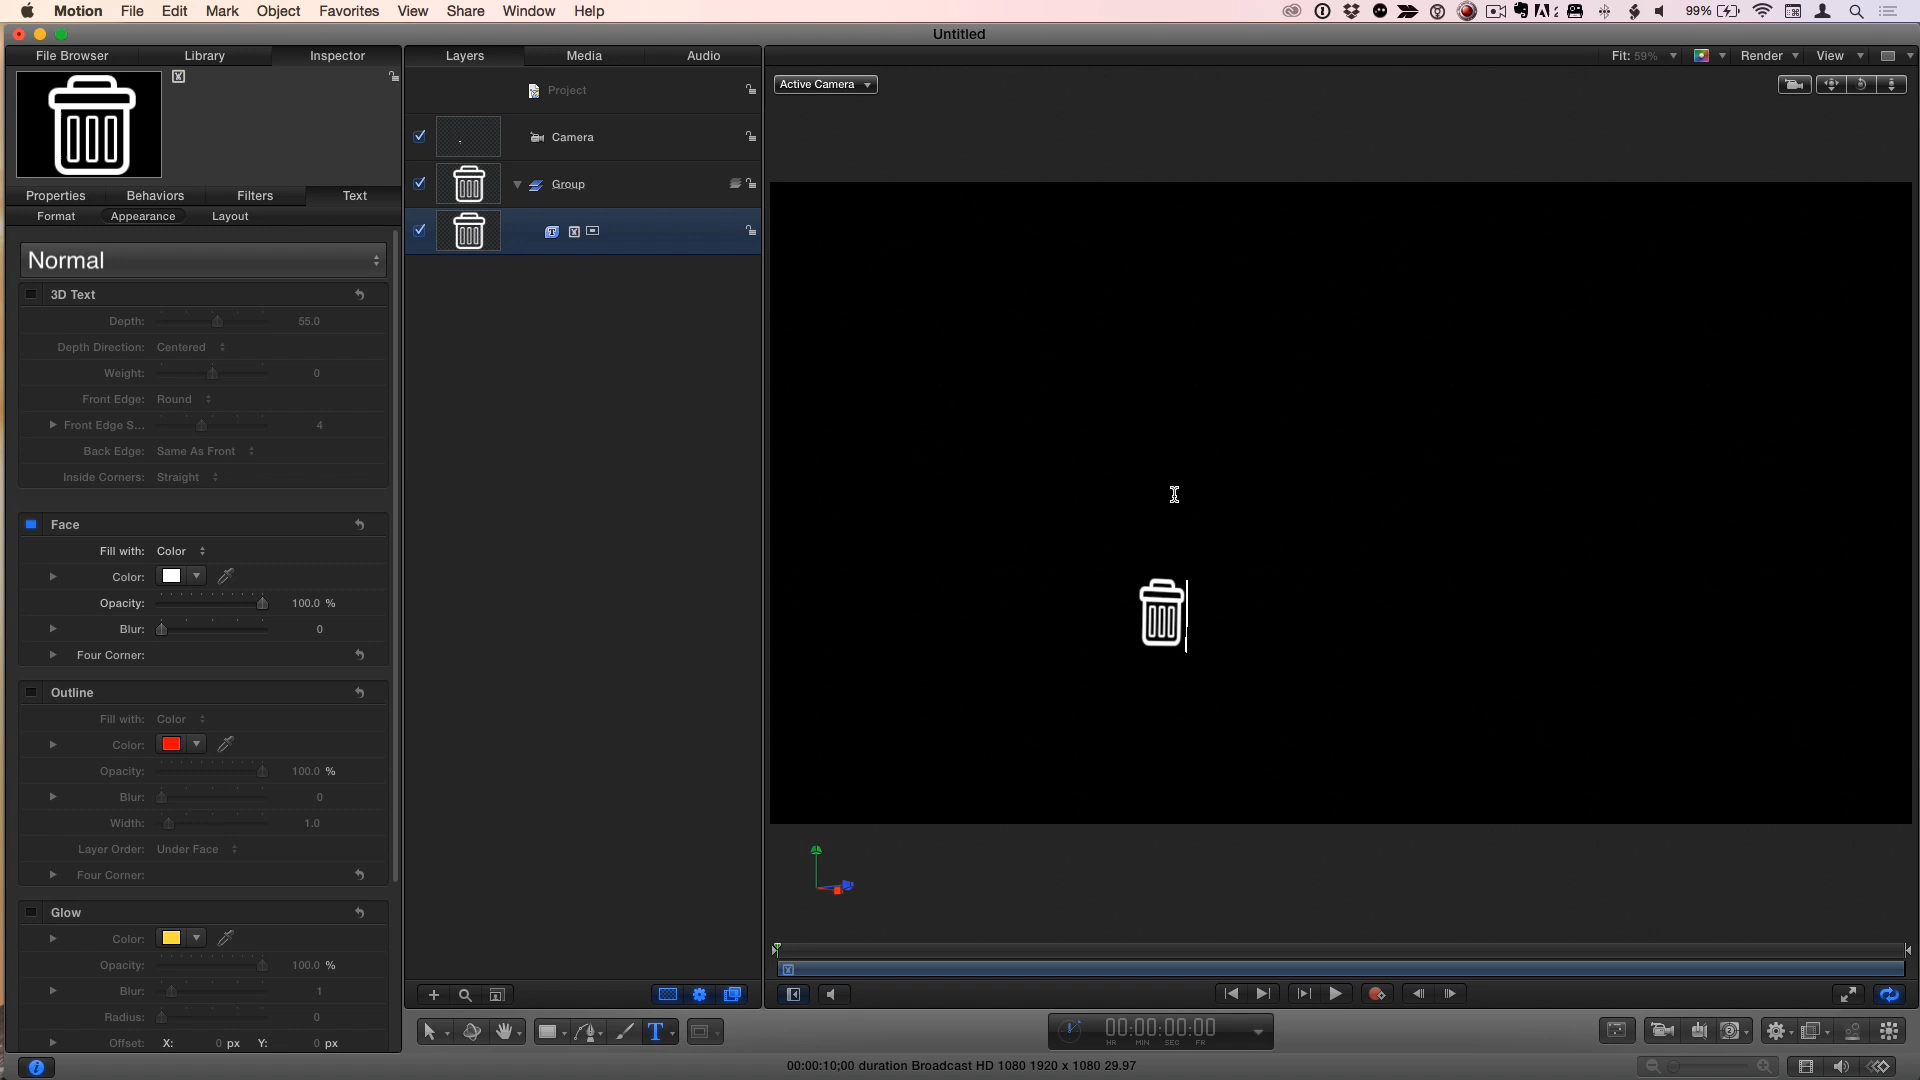 Motion File Edit Mark Object Favorites View Share Window Help
99%
Untitled
File Browser Library Inspector
Layers Media Audio
Fit: 59% Render View
Active Camera
Project
Camera
Group
Properties Behaviors Filters Text
Format Appearance Layout
Normal
3D Text
Depth: 55.0
Depth Direction: Centered
Weight: 0
Front Edge: Round
Front Edge S... 4
Back Edge: Same As Front
Inside Corners: Straight
Face
Fill with: Color
Color:
Opacity: 100.0 %
Blur: 0
Four Corner:
Outline
Fill with: Color
Color:
Opacity: 100.0 %
Blur: 0
Width: 1.0
Layer Order: Under Face
Four Corner:
Glow
Color:
Opacity: 100.0 %
Blur: 1
Radius: 0
Offset: X: 0 px Y: 0 px
T
00:00:00:00
HR MIN SEC FR
00:00:10;00 duration Broadcast HD 1080 1920 x 1080 29.97